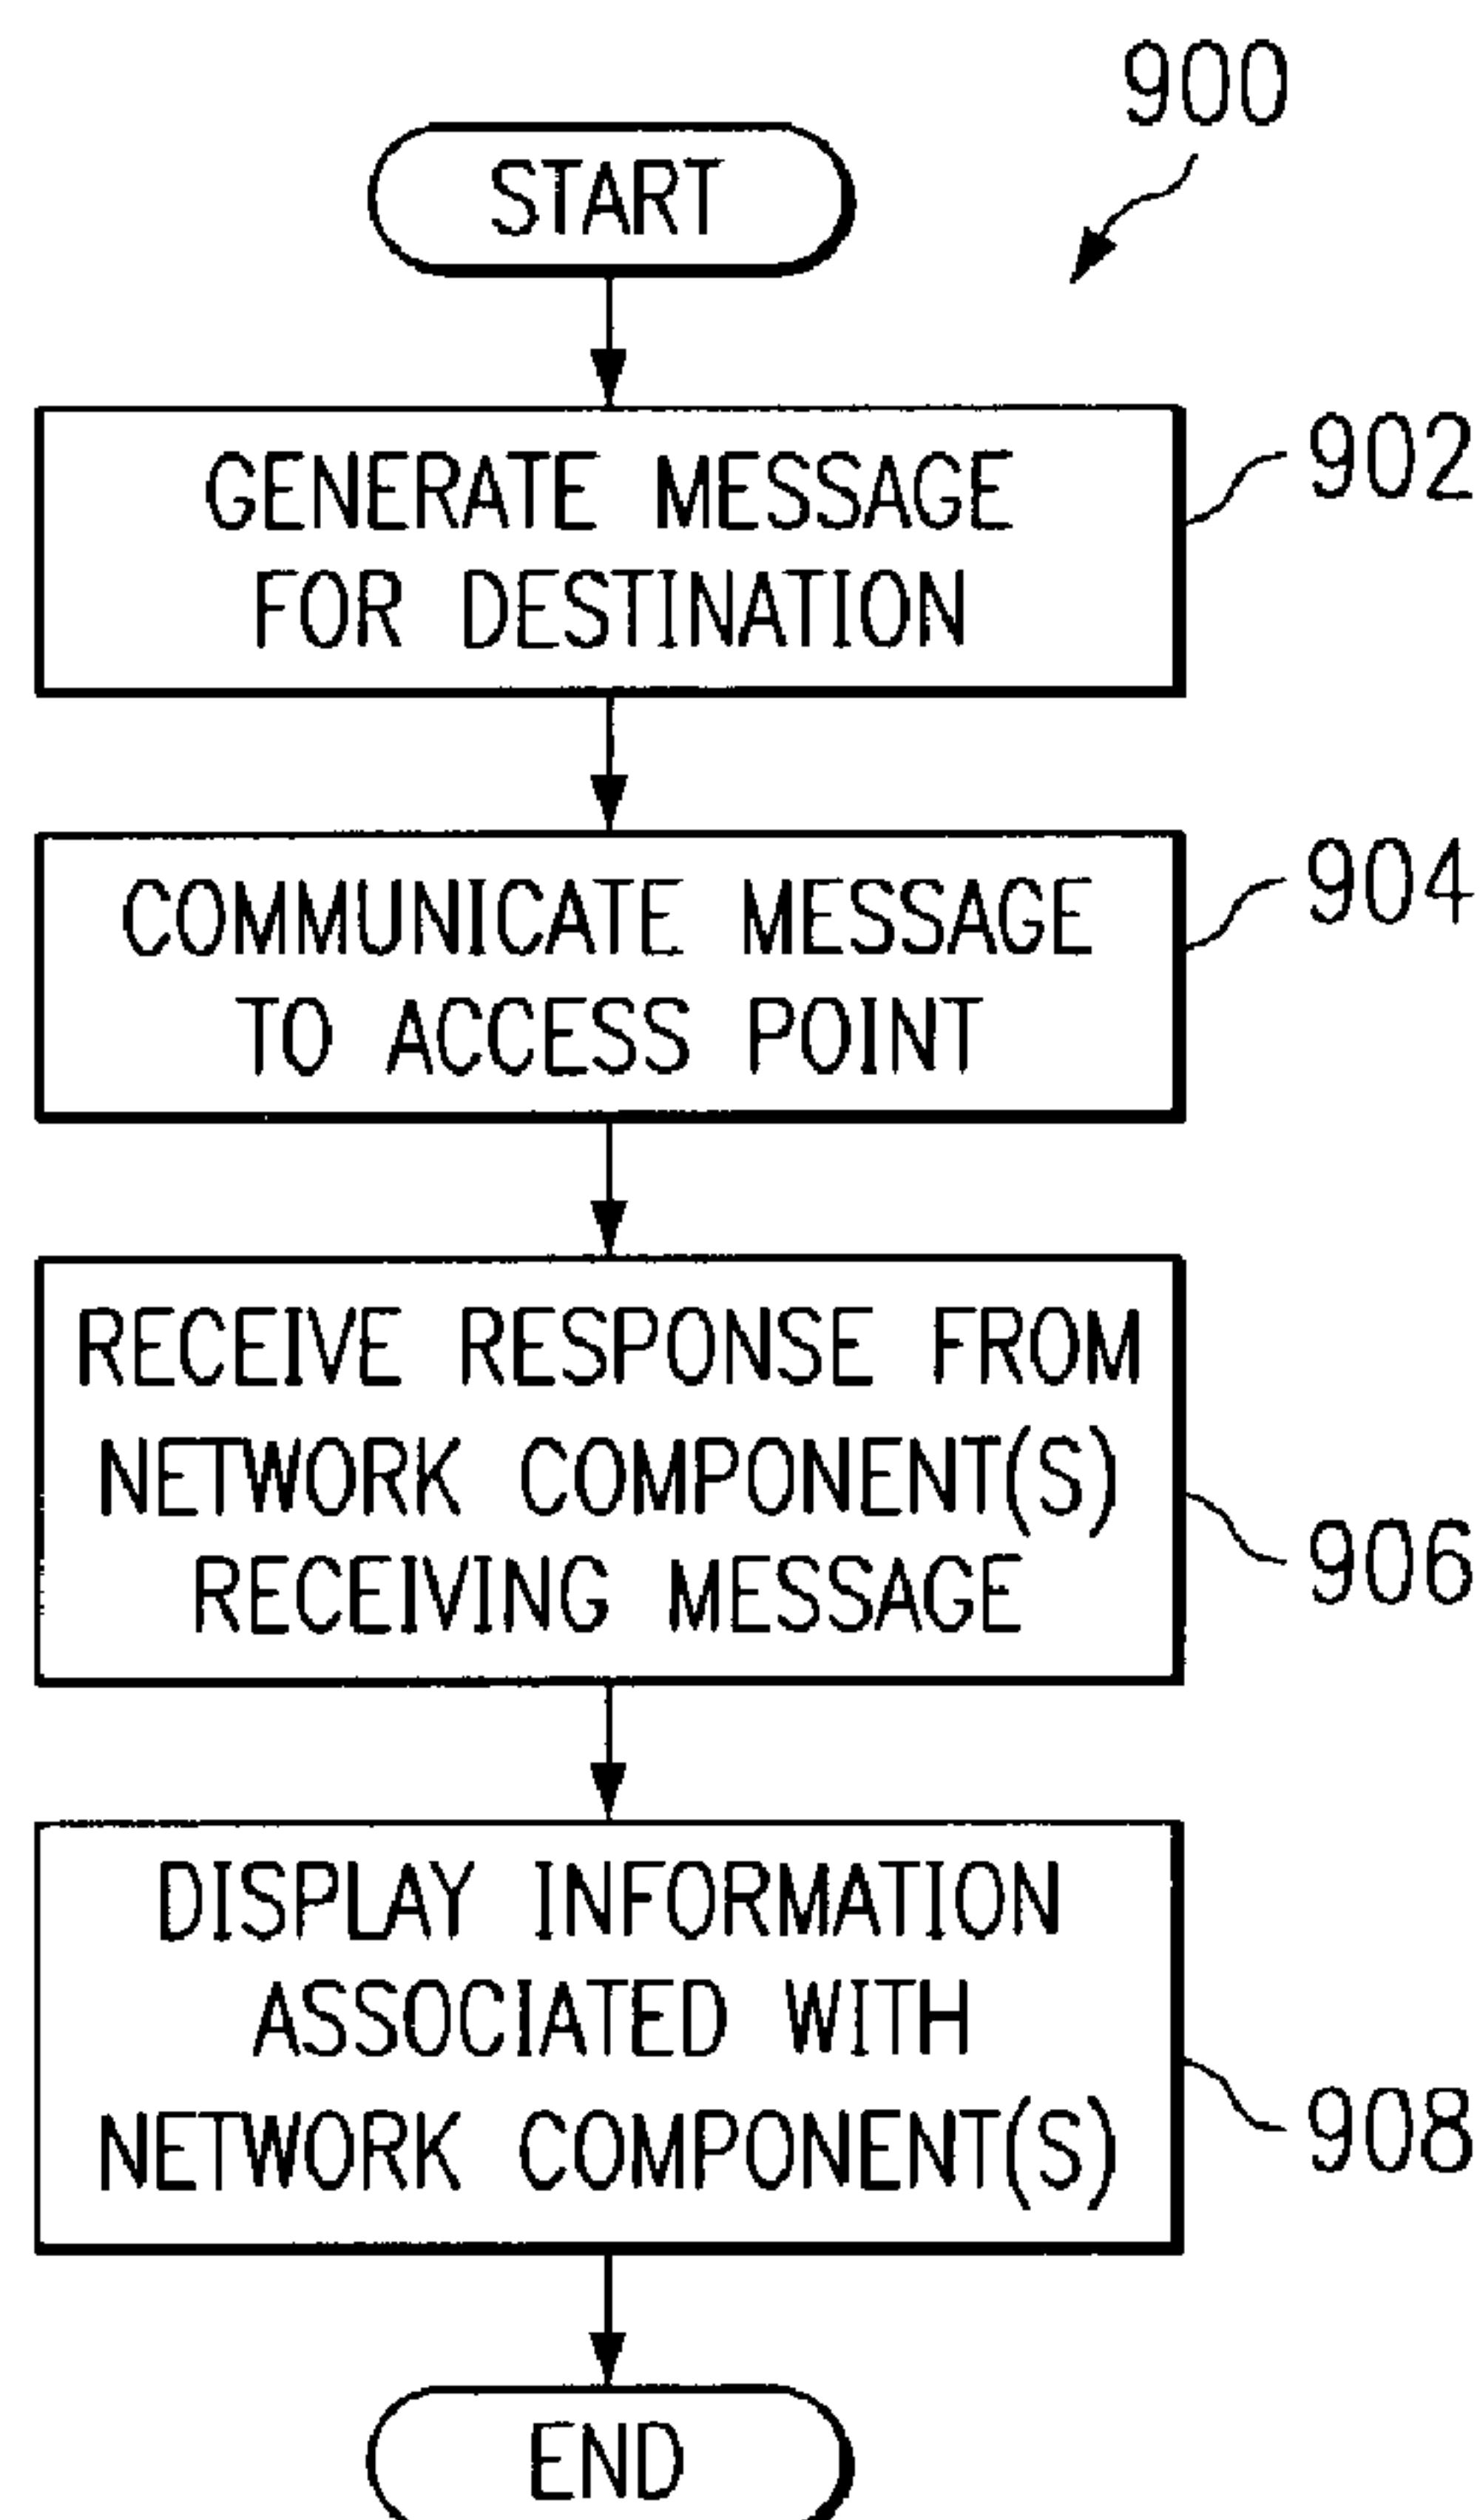 900
START
GENERATE MESSAGE
FOR DESTINATION
902
COMMUNICATE MESSAGE
TO ACCESS POINT
904
RECEIVE RESPONSE FROM
NETWORK COMPONENT(S)
RECEIVING MESSAGE
906
DISPLAY INFORMATION
ASSOCIATED WITH
NETWORK COMPONENT(S)
908
END